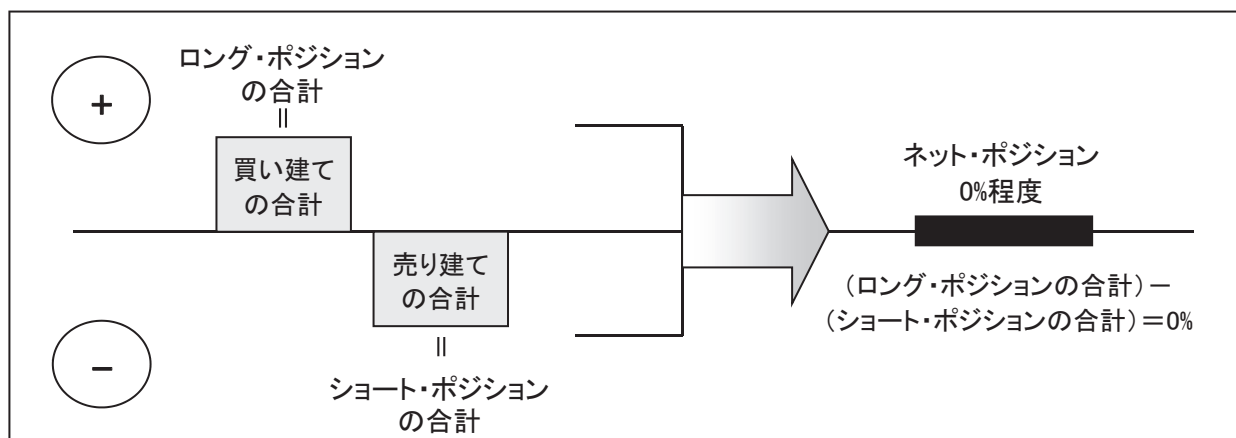 +
ロング・ポジション
の合計
=
買い建て
の合計
売り建て
の合計
=
ショート・ポジション
の合計
−
ネット・ポジション
0%程度
（ロング・ポジションの合計）－
（ショート・ポジションの合計）＝0%